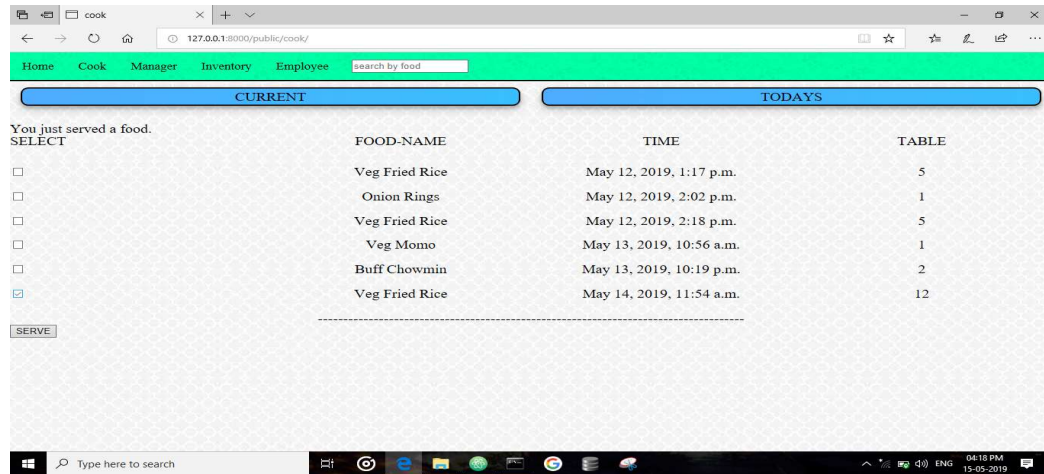 cook
127.0.0.1:8000/public/cook/
Home Cook Manager Inventory Employee search by food
CURRENT TODAYS
You just served a food.
SELECT FOOD-NAME TIME TABLE
Veg Fried Rice May 12, 2019, 1:17 p.m. 5
Onion Rings May 12, 2019, 2:02 p.m. 1
Veg Fried Rice May 12, 2019, 2:18 p.m. 5
Veg Momo May 13, 2019, 10:56 a.m. 1
Buff Chowmin May 13, 2019, 10:19 p.m. 2
Veg Fried Rice May 14, 2019, 11:54 a.m. 12
--------------------------------------------------------------------------------------
SERVE
Type here to search ENG 04:18 PM
15-05-2019